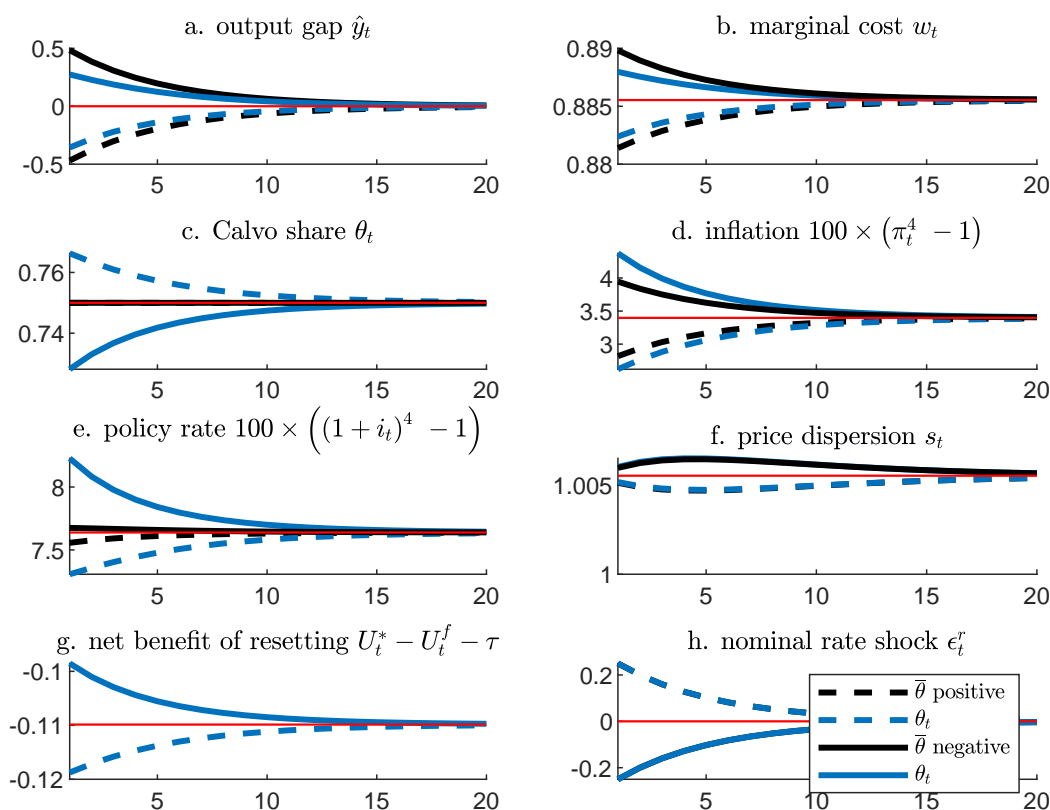 a. output gap ŷ_t
0.5
0
-0.5
5 10 15 20
b. marginal cost w_t
0.89
0.885
0.88
5 10 15 20
c. Calvo share θ_t
0.76
0.74
5 10 15 20
d. inflation 100 × (π_t^4 − 1)
4
3.5
3
5 10 15 20
e. policy rate 100 × ((1 + i_t)^4 − 1)
8
7.5
5 10 15 20
f. price dispersion s_t
1.005
1
5 10 15 20
g. net benefit of resetting U_t^* − U_t^f − τ
-0.1
-0.11
-0.12
5 10 15 20
h. nominal rate shock ϵ_t^r
0.2
0
-0.2
5 10 15 20
θ̅ positive
θ_t
θ̅ negative
θ_t